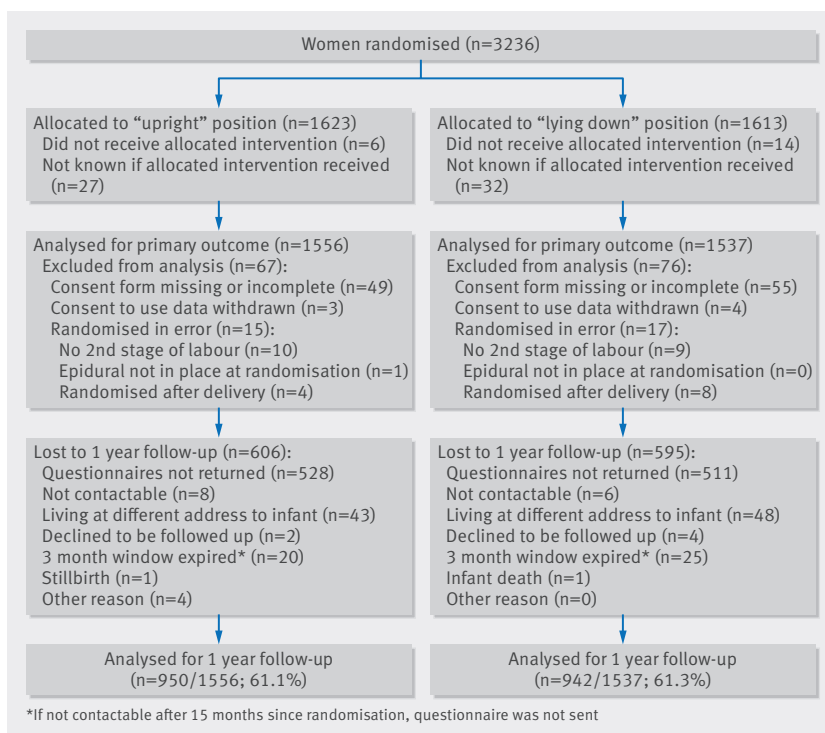 Women randomised (n=3236)
Allocated to “upright” position (n=1623)
Did not receive allocated intervention (n=6)
Not known if allocated intervention received
(n=27)
Allocated to “lying down” position (n=1613)
Did not receive allocated intervention (n=14)
Not known if allocated intervention received
(n=32)
Analysed for primary outcome (n=1556)
Excluded from analysis (n=67):
Consent form missing or incomplete (n=49)
Consent to use data withdrawn (n=3)
Randomised in error (n=15):
No 2nd stage of labour (n=10)
Epidural not in place at randomisation (n=1)
Randomised after delivery (n=4)
Analysed for primary outcome (n=1537)
Excluded from analysis (n=76):
Consent form missing or incomplete (n=55)
Consent to use data withdrawn (n=4)
Randomised in error (n=17):
No 2nd stage of labour (n=9)
Epidural not in place at randomisation (n=0)
Randomised after delivery (n=8)
Lost to 1 year follow-up (n=606):
Questionnaires not returned (n=528)
Not contactable (n=8)
Living at different address to infant (n=43)
Declined to be followed up (n=2)
3 month window expired* (n=20)
Stillbirth (n=1)
Other reason (n=4)
Lost to 1 year follow-up (n=595):
Questionnaires not returned (n=511)
Not contactable (n=6)
Living at different address to infant (n=48)
Declined to be followed up (n=4)
3 month window expired* (n=25)
Infant death (n=1)
Other reason (n=0)
Analysed for 1 year follow-up
(n=950/1556; 61.1%)
Analysed for 1 year follow-up
(n=942/1537; 61.3%)
*If not contactable after 15 months since randomisation, questionnaire was not sent